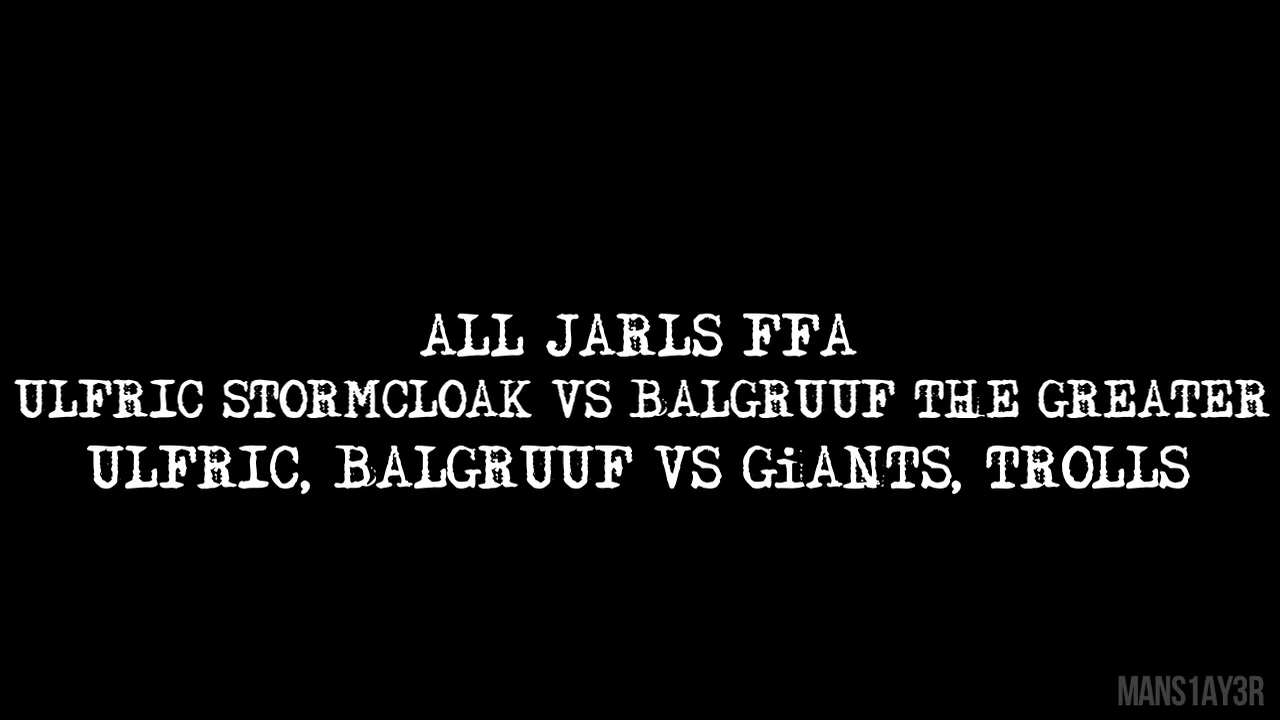 ALL JARLS FFA
ULFRIC STORMCLOAK VS BALGRUUF THE GREATER
ULFRIC, BALGRUUF VS GiANTS, TROLLS
MANS1AY3R